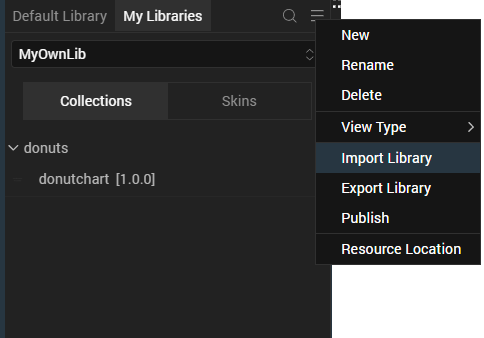 Default Library My Libraries
MyOwnLib
Collections Skins
donuts
donutchart [1.0.0]
New
Rename
Delete
View Type
Import Library
Export Library
Publish
Resource Location